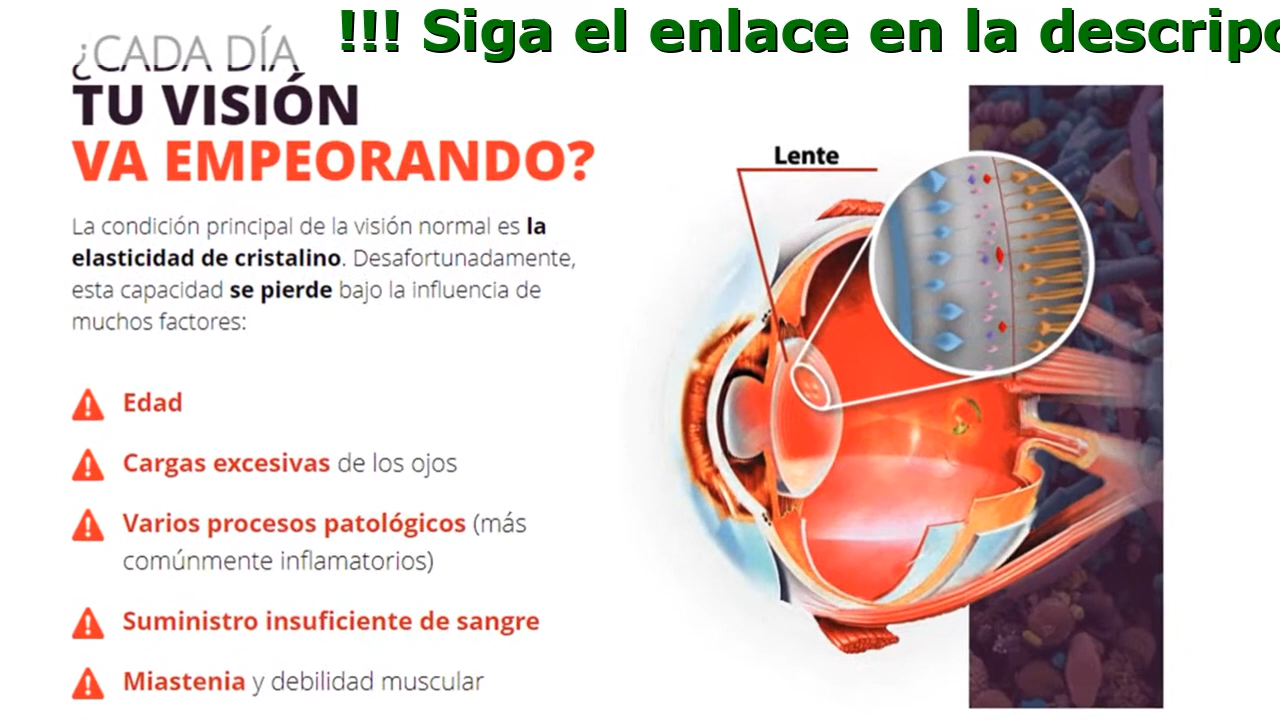 !!! Siga el enlace en la
¿CADA DÍA
TU VISIÓN
VA EMPEORANDO?
La condición principal de la visión normal es la
elasticidad de cristalino. Desafortunadamente,
esta capacidad se pierde bajo la influencia de
muchos factores:
Edad
Cargas excesivas de los ojos
Varios procesos patológicos (más
comúnmente inflamatorios)
Suministro insuficiente de sangre
Miastenia y debilidad muscular
Lente